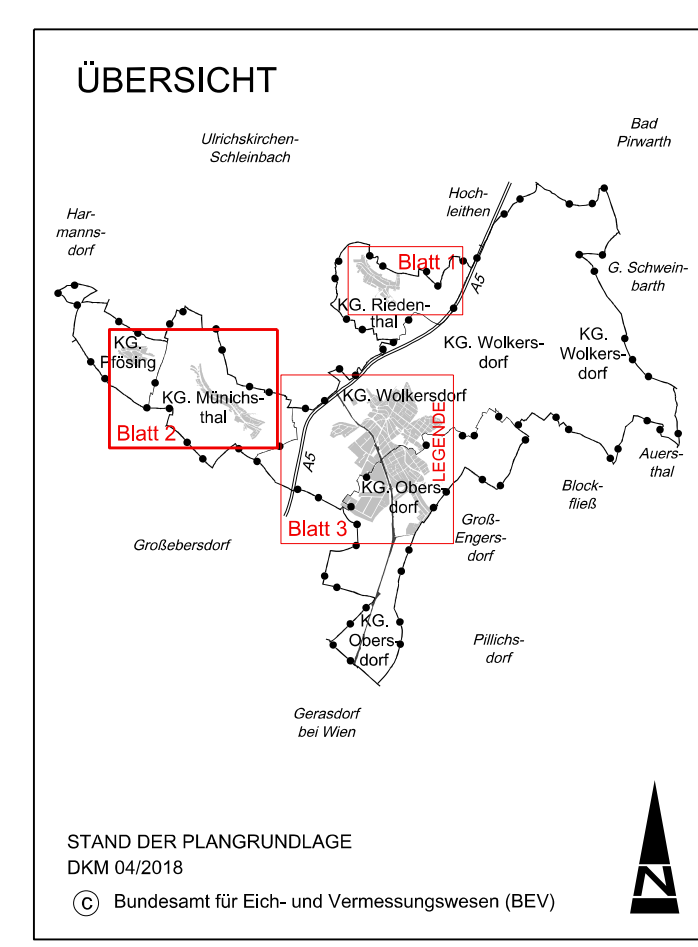 ÜBERSICHT
Ulrichskirchen-
Schleinbach
Bad
Pirwarth
Hoch-
leithen
Har-
manns-
dorf
Blatt 1
A5
G. Schwein-
barth
KG. Rieden-
thal
KG. Wolkers-
dorf
KG.
Wolkers-
dorf
KG.
Pfösing
KG. Münichs-
thal
Blatt 2
KG. Wolkersdorf
LEGENDE
A5
KG. Obers-
dorf
Blatt 3
Auers-
thal
Block-
fließ
Groß-
Engers-
dorf
Großebersdorf
KG.
Obers-
dorf
Pillichs-
dorf
Gerasdorf
bei Wien
STAND DER PLANGRUNDLAGE
DKM 04/2018
c Bundesamt für Eich- und Vermessungswesen (BEV)
N